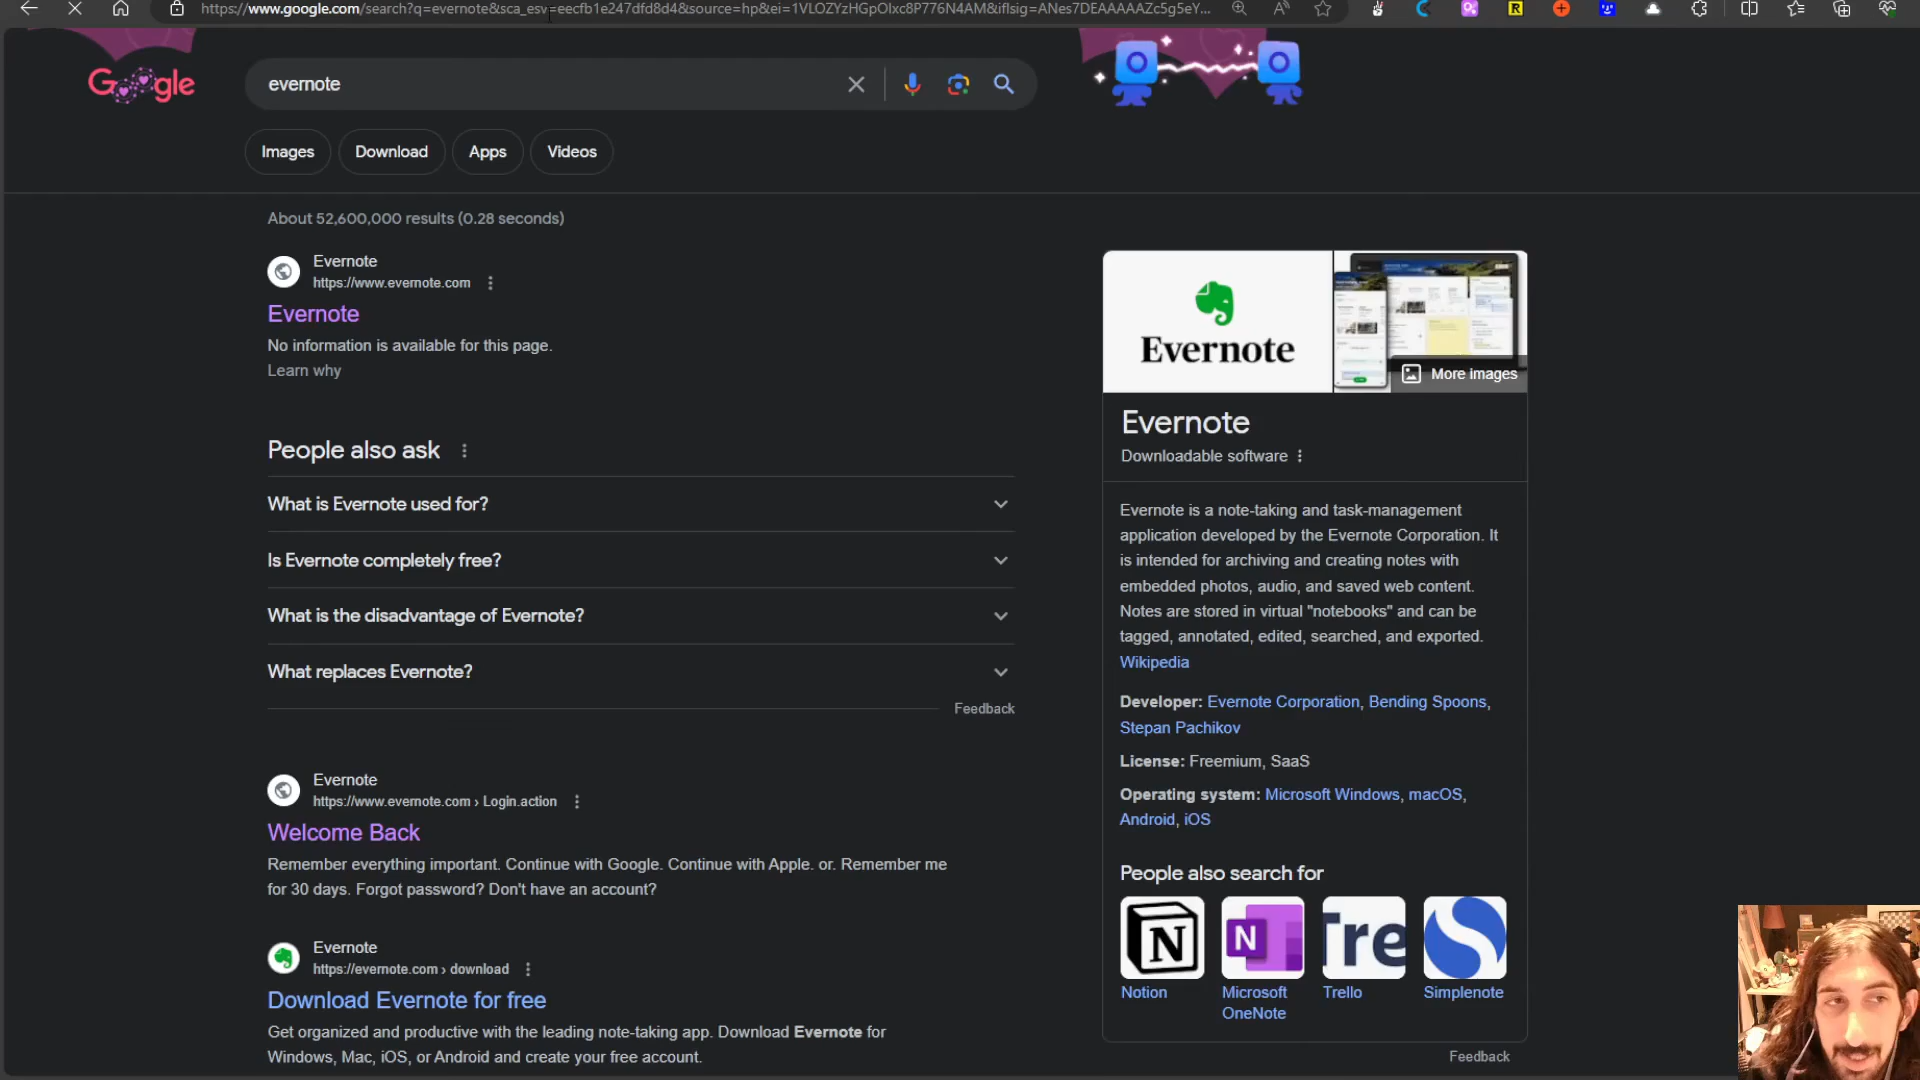 https://www.google.com/search?q=evernote&sca_esv=eecfb1e247dfd8d4&source=hp&ei=1VLOZYzHGpOIxc8P776N4AM&iflsig=ANes7DEAAAAAZc5g5eY...
Google
evernote
Images
Download
Apps
Videos
About 52,600,000 results (0.28 seconds)
Evernote
https://www.evernote.com
Evernote
No information is available for this page.
Learn why
People also ask
What is Evernote used for?
Is Evernote completely free?
What is the disadvantage of Evernote?
What replaces Evernote?
Feedback
Evernote
https://www.evernote.com › Login.action
Welcome Back
Remember everything important. Continue with Google. Continue with Apple. or. Remember me
for 30 days. Forgot password? Don't have an account?
Evernote
https://evernote.com › download
Download Evernote for free
Get organized and productive with the leading note-taking app. Download Evernote for
Windows, Mac, iOS, or Android and create your free account.
Evernote
More images
Evernote
Downloadable software
Evernote is a note-taking and task-management
application developed by the Evernote Corporation. It
is intended for archiving and creating notes with
embedded photos, audio, and saved web content.
Notes are stored in virtual "notebooks" and can be
tagged, annotated, edited, searched, and exported.
Wikipedia
Developer: Evernote Corporation, Bending Spoons,
Stepan Pachikov
License: Freemium, SaaS
Operating system: Microsoft Windows, macOS,
Android, iOS
People also search for
N
N
Tre
Notion
Microsoft
OneNote
Trello
Simplenote
Feedback